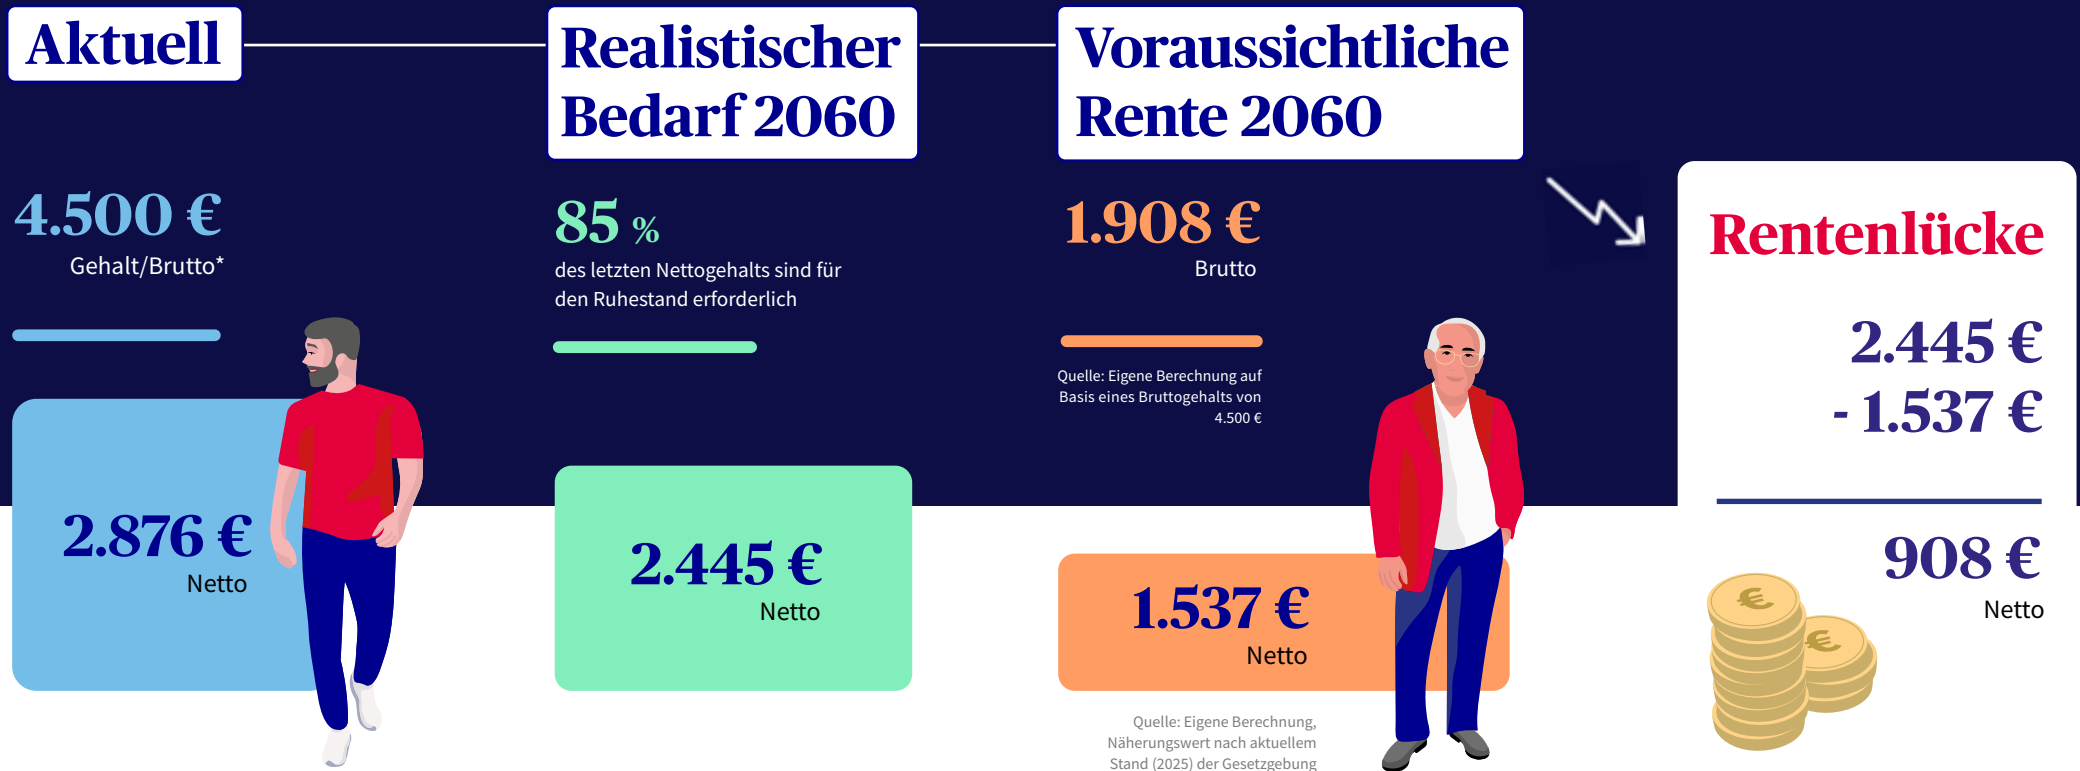 Aktuell
4.500 €
Gehalt/Brutto*
2.876 €
Netto
Realistischer
Bedarf 2060
85 %
des letzten Nettogehalts sind für
den Ruhestand erforderlich
2.445 €
Netto
Voraussichtliche
Rente 2060
1.908 €
Brutto
Quelle: Eigene Berechnung auf
Basis eines Bruttogehalts von
4.500 €
1.537 €
Netto
Quelle: Eigene Berechnung,
Näherungswert nach aktuellem
Stand (2025) der Gesetzgebung
Rentenlücke
2.445 €
- 1.537 €
908 €
Netto
€
€